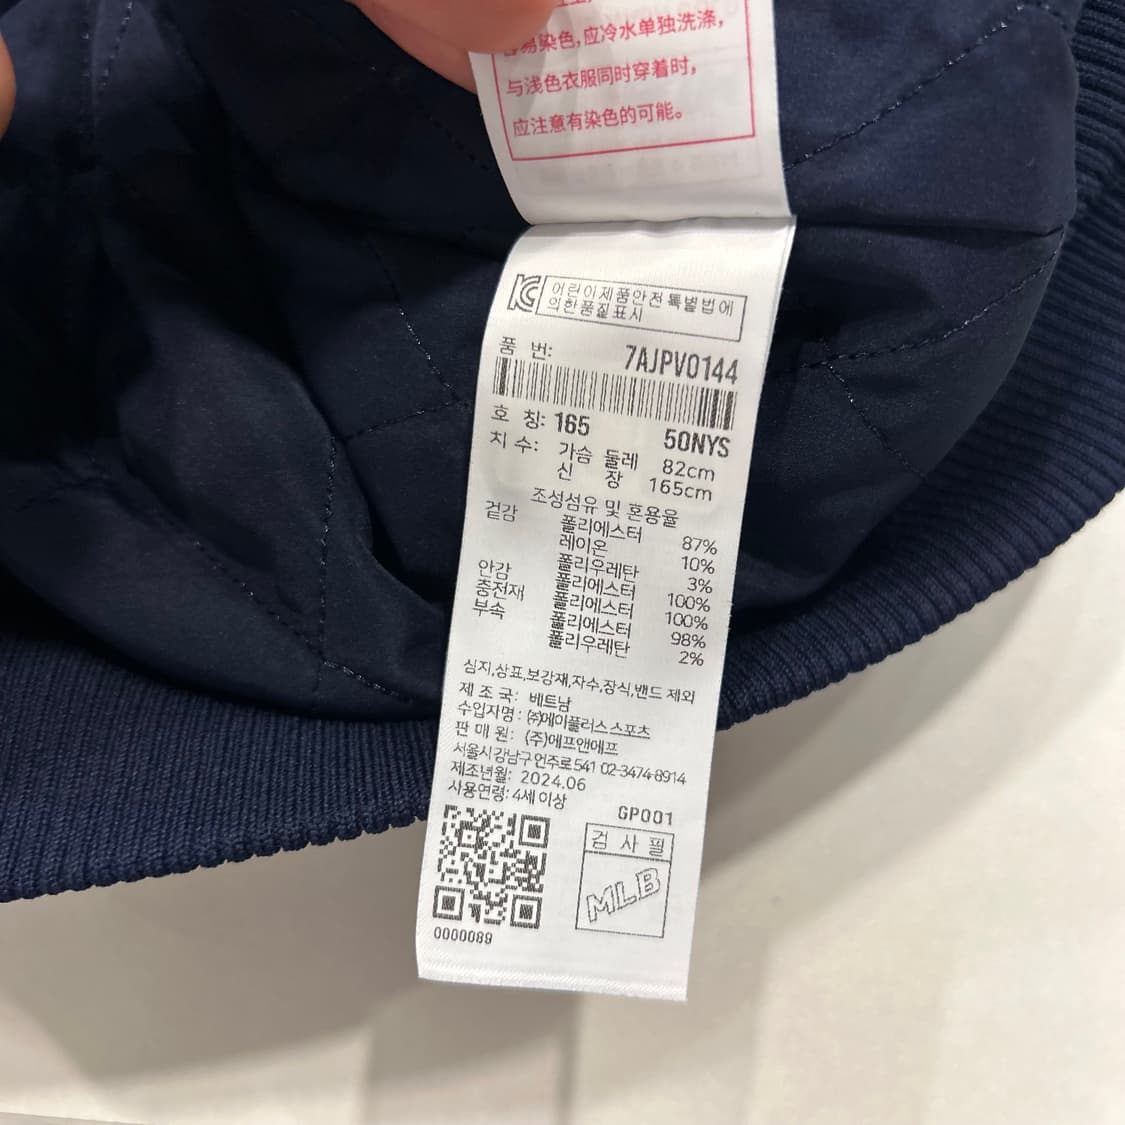 易染色,应冷水单独洗涤,
与浅色衣服同时穿着时,
应注意有染色的可能。
KC 어린이제품안전특별법에
의한품질표시
품 번: 7AJPV0144
호 칭: 165 50NYS
치 수: 가슴 둘레 82cm
신 장 165cm
조성섬유 및 혼용율
겉감 폴리에스터 87%
레이온 10%
폴리우레탄 3%
안감 폴리에스터 100%
충전재 폴리에스터 100%
부속 폴리에스터 98%
폴리우레탄 2%
심지,상표,보강재,자수,장식,밴드 제외
제 조 국: 베트남
수입자명: ㈜메이플러스스포츠
판 매 원: (주)에프앤에프
서울시강남구언주로541 02-3474-8914
제조년월: 2024.06
사용연령: 4세 이상
GP001
검 사 필
MLB
0000089